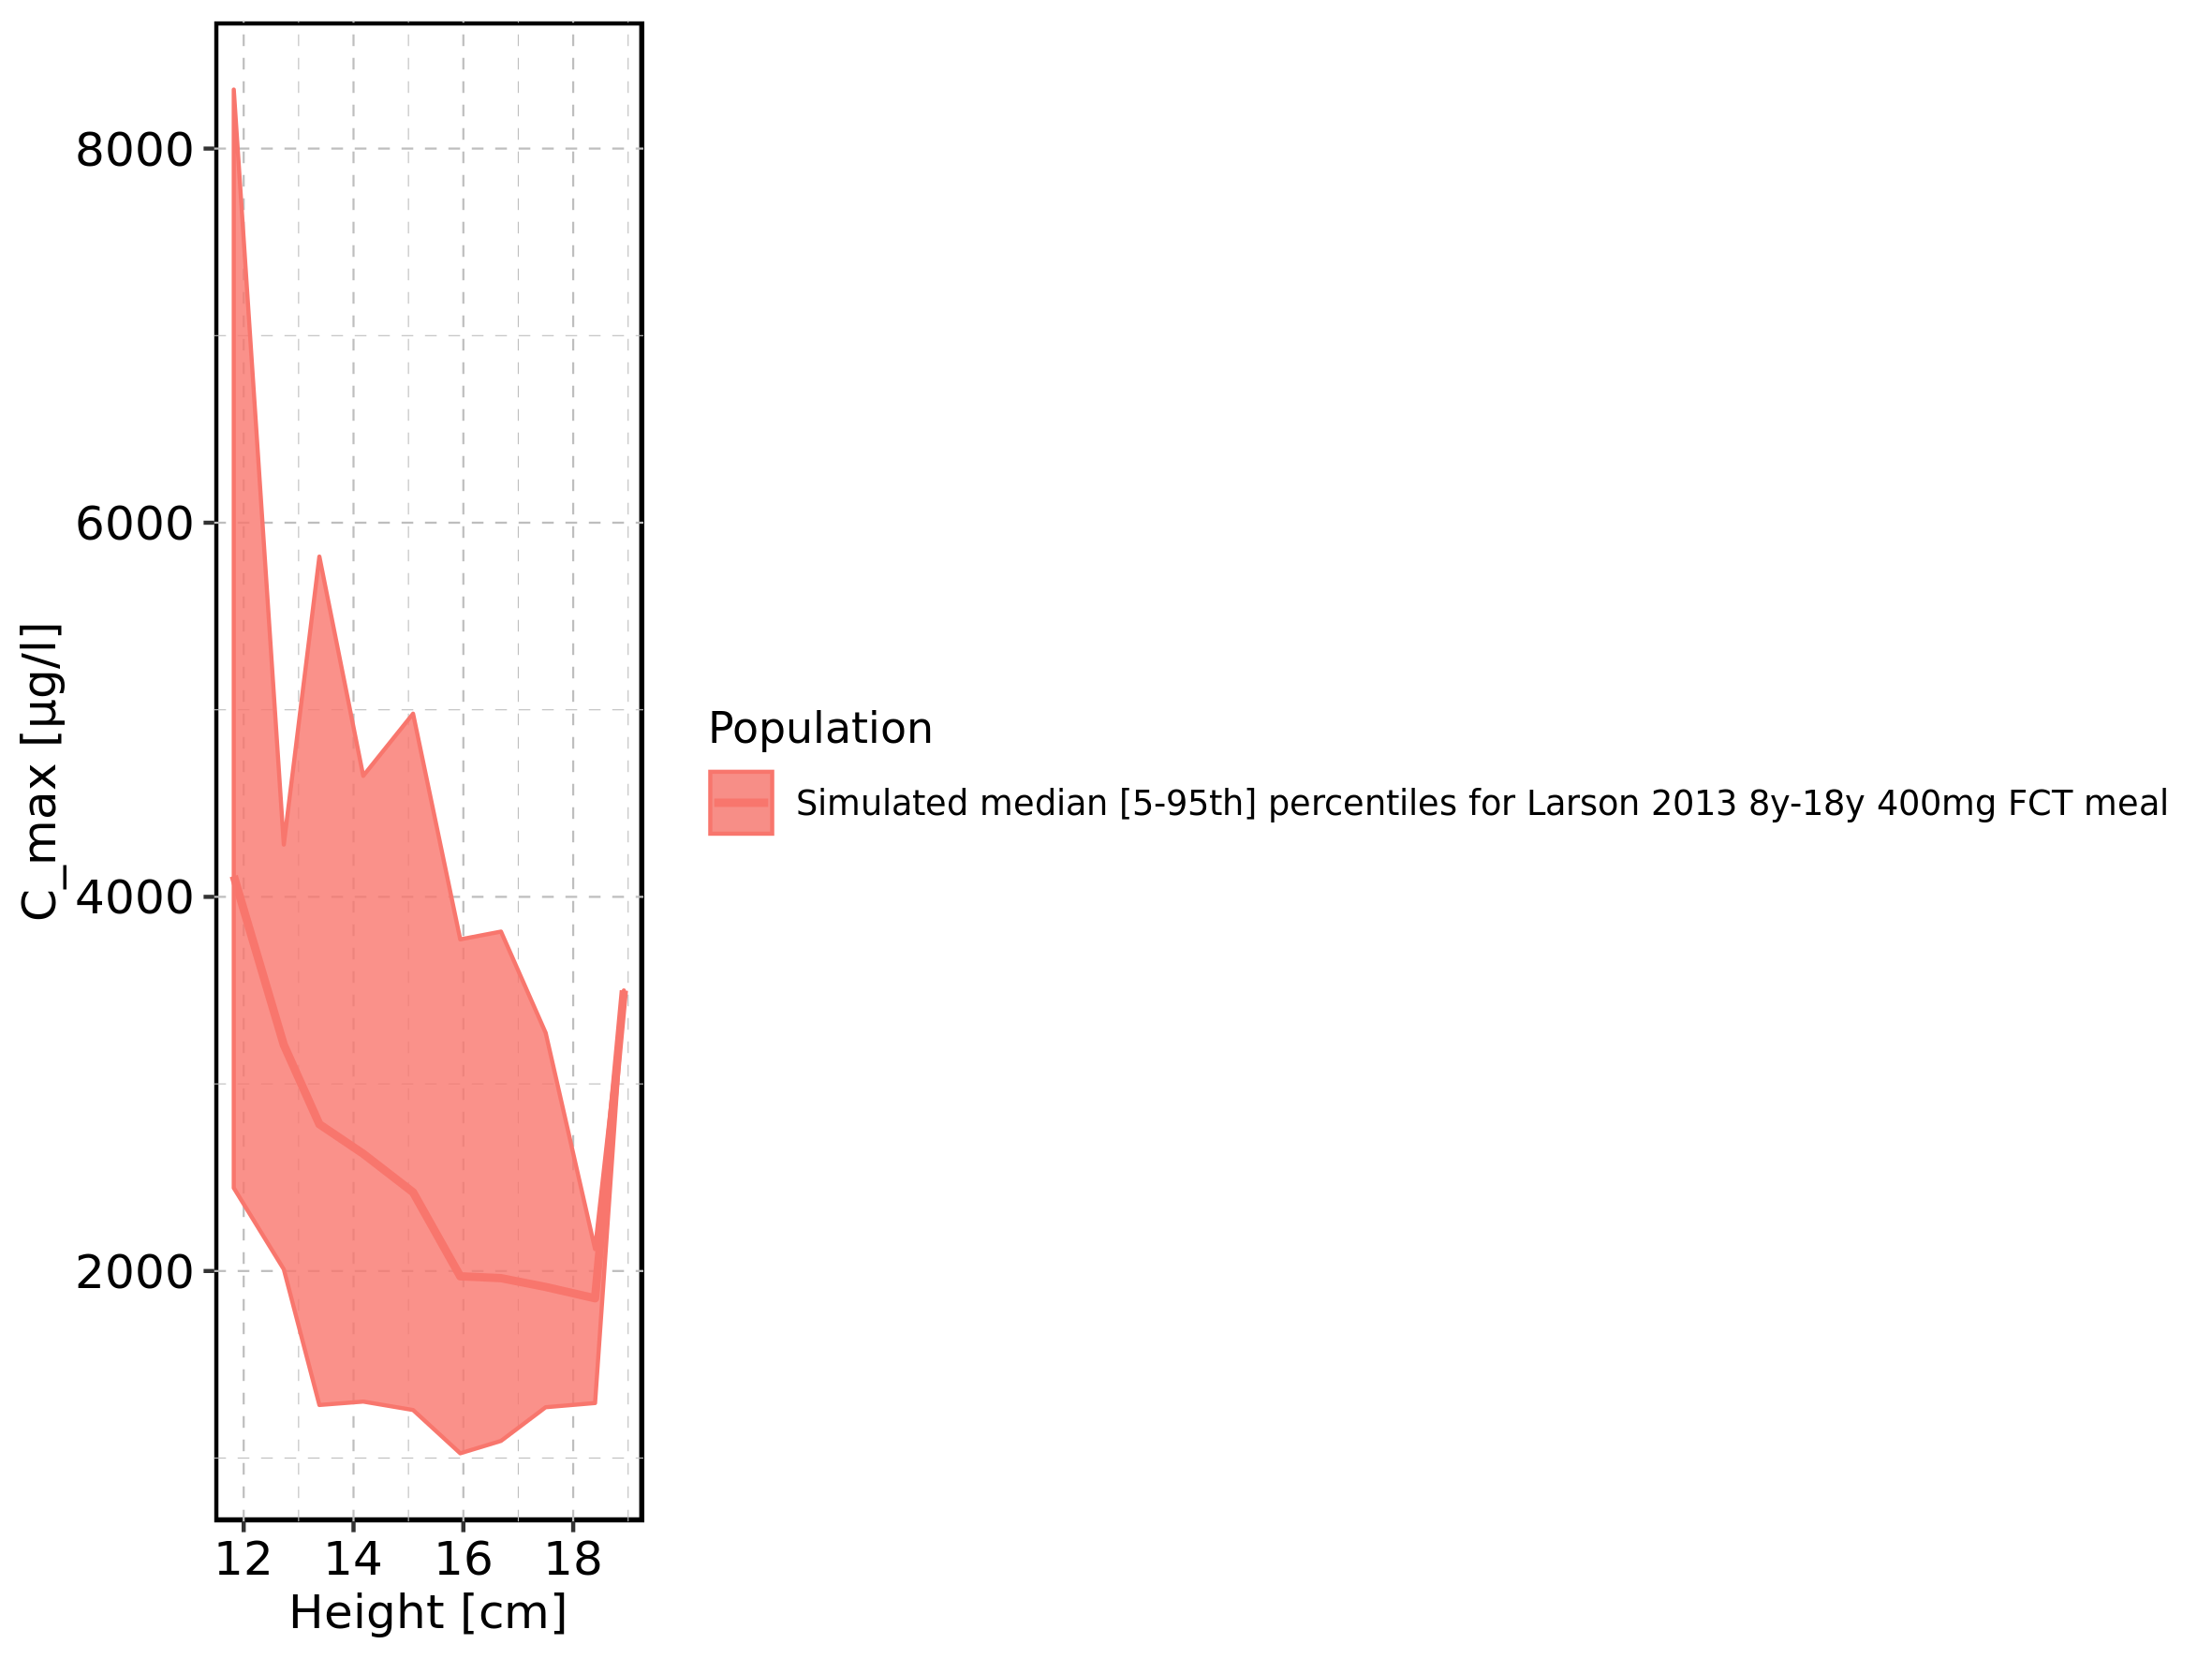 8000
6000
4000
2000
C_max [µg/l]
12 14 16 18
Height [cm]
Population
Simulated median [5-95th] percentiles for Larson 2013 8y-18y 400mg FCT meal